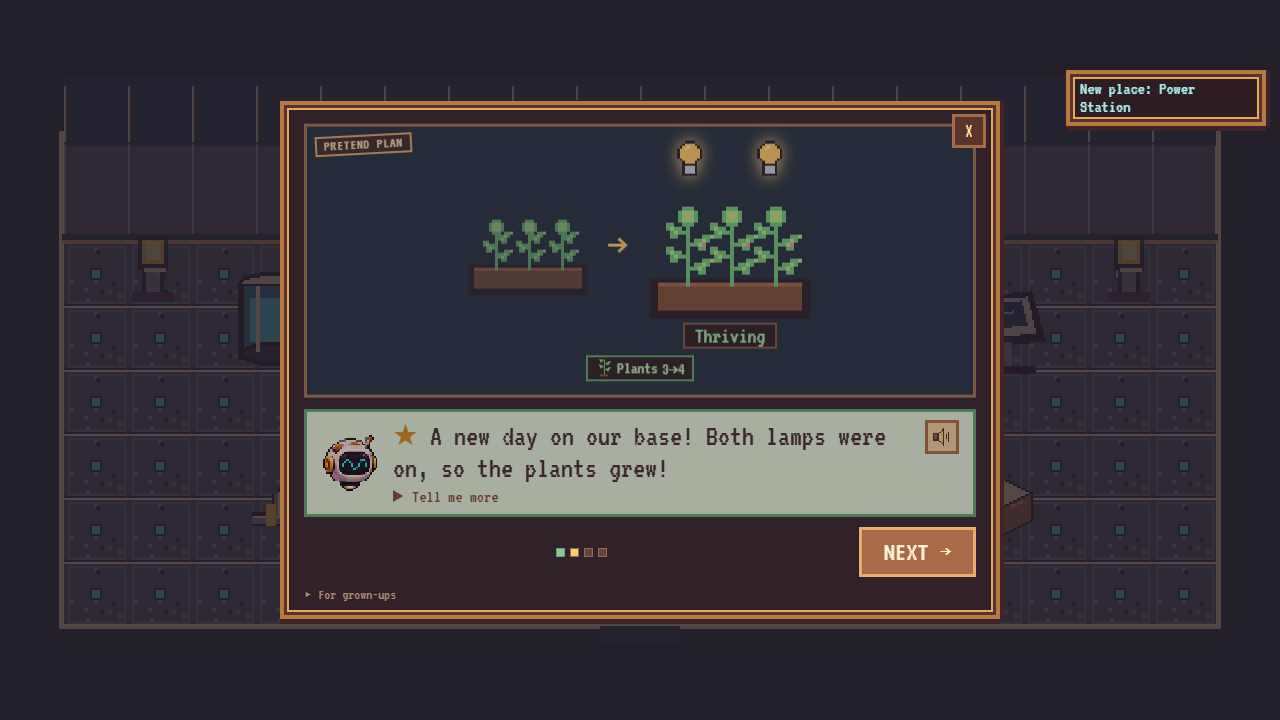 New place: Power
Station
X
PRETEND PLAN
Thriving
Plants 3→4
★ A new day on our base! Both lamps were
on, so the plants grew!
▶ Tell me more
NEXT →
▶ For grown-ups